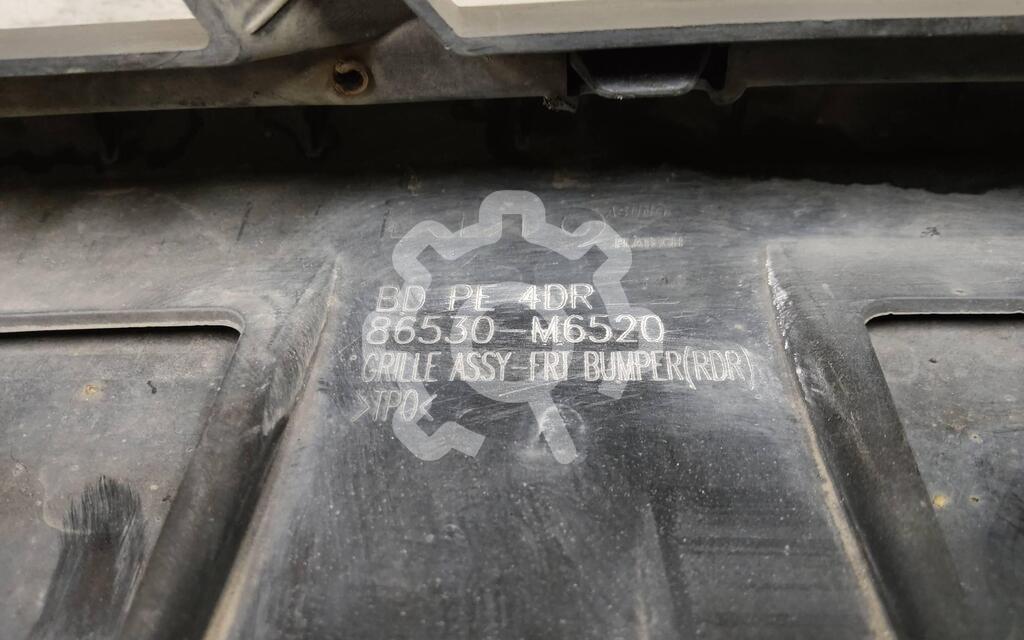 BD PE 4DR
86530-M6520
GRILLE ASSY-FRT BUMPER(RDR)
>TPO<